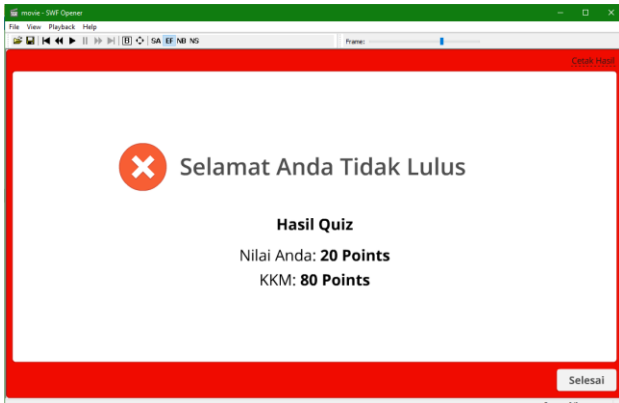 movie - SWF Opener
File View Playback Help
SA EF NB NS
Frame:
Cetak Hasil
Selamat Anda Tidak Lulus
Hasil Quiz
Nilai Anda: 20 Points
KKM: 80 Points
Selesai